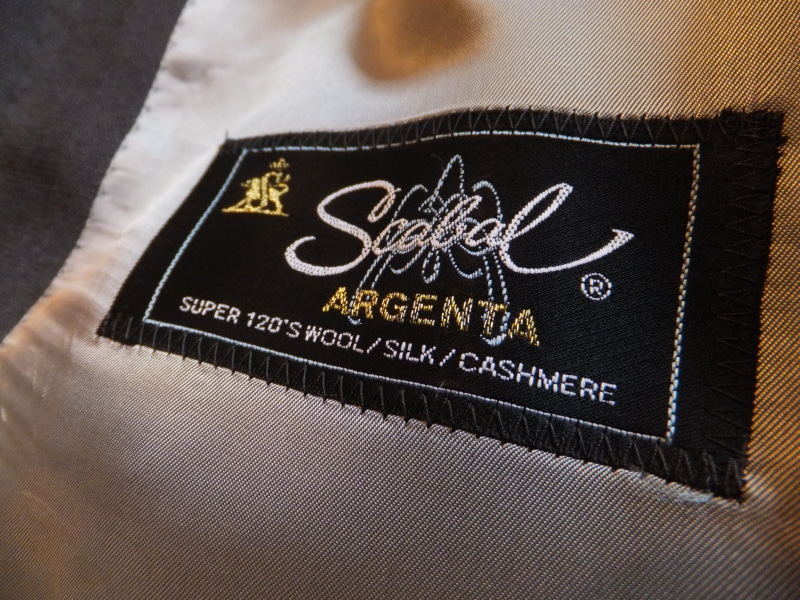 Scabal ®
ARGENTA
SUPER 120'S WOOL/SILK/CASHMERE